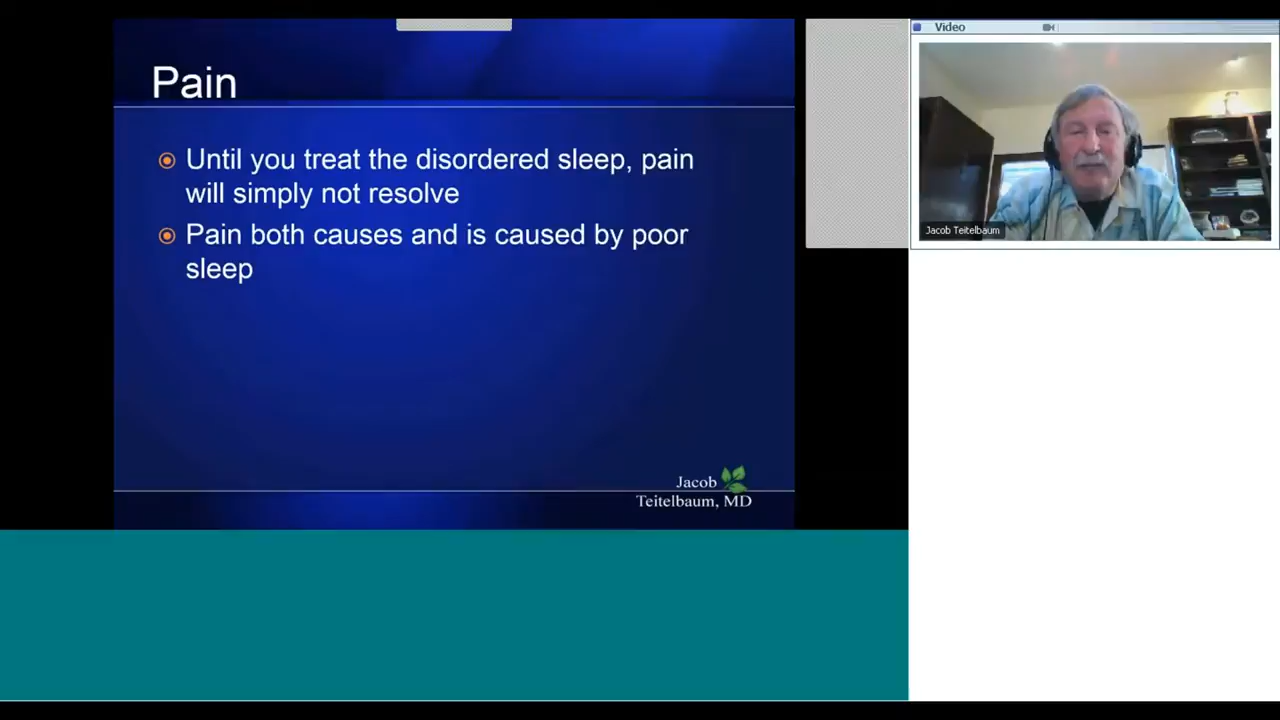 Pain
Until you treat the disordered sleep, pain
will simply not resolve
Pain both causes and is caused by poor
sleep
Jacob
Teitelbaum, MD
Video
Jacob Teitelbaum